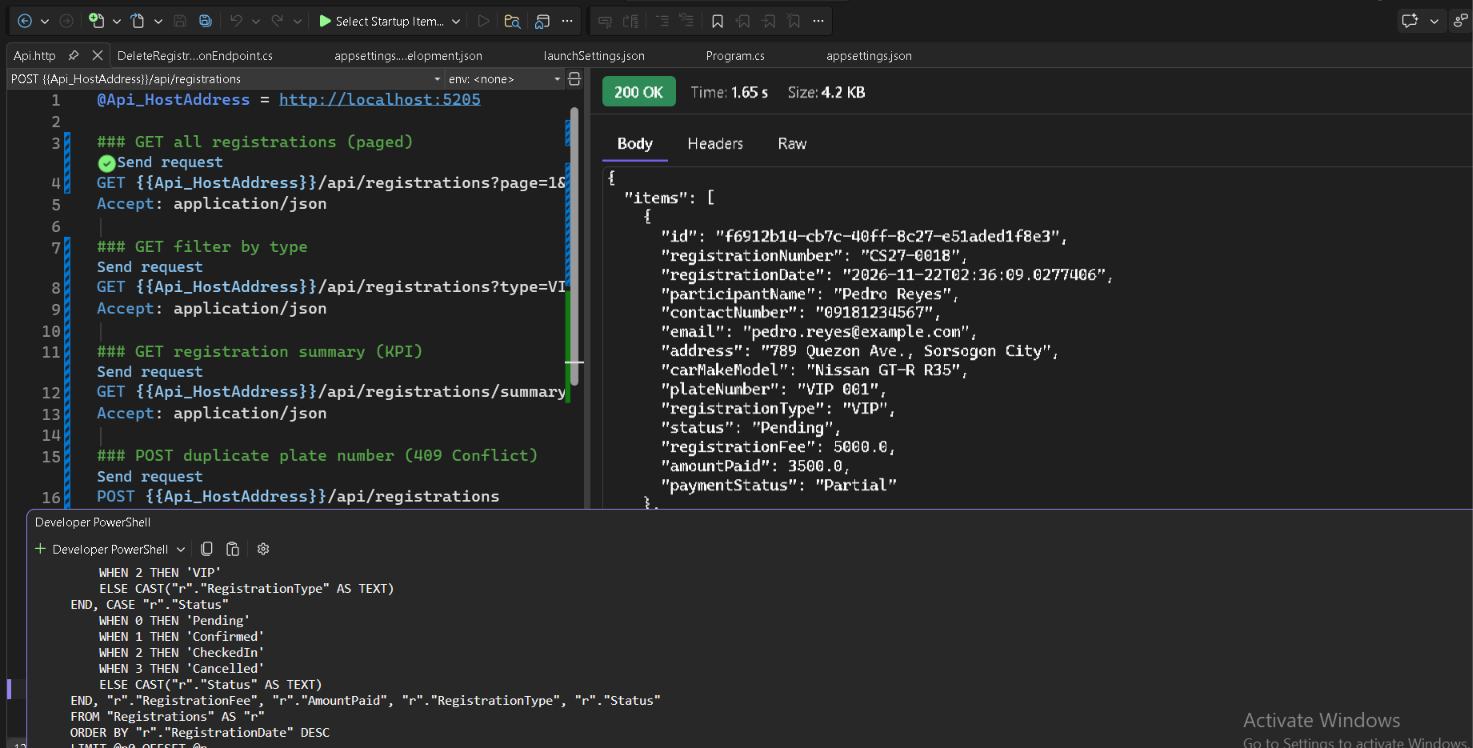 Select Startup Item...
Api.http
DeleteRegistr...onEndpoint.cs
appsettings....elopment.json
launchSettings.json
Program.cs
appsettings.json
POST {{Api_HostAddress}}/api/registrations
env: <none>
1 @Api_HostAddress = http://localhost:5205
2
3 ### GET all registrations (paged)
Send request
4 GET {{Api_HostAddress}}/api/registrations?page=1&
5 Accept: application/json
6
7 ### GET filter by type
Send request
8 GET {{Api_HostAddress}}/api/registrations?type=VI
9 Accept: application/json
10
11 ### GET registration summary (KPI)
Send request
12 GET {{Api_HostAddress}}/api/registrations/summary
13 Accept: application/json
14
15 ### POST duplicate plate number (409 Conflict)
Send request
16 POST {{Api_HostAddress}}/api/registrations
200 OK Time: 1.65 s Size: 4.2 KB
Body Headers Raw
{
"items": [
{
"id": "f6912b14-cb7c-40ff-8c27-e51aded1f8e3",
"registrationNumber": "CS27-0018",
"registrationDate": "2026-11-22T02:36:09.0277406",
"participantName": "Pedro Reyes",
"contactNumber": "09181234567",
"email": "pedro.reyes@example.com",
"address": "789 Quezon Ave., Sorsogon City",
"carMakeModel": "Nissan GT-R R35",
"plateNumber": "VIP 001",
"registrationType": "VIP",
"status": "Pending",
"registrationFee": 5000.0,
"amountPaid": 3500.0,
"paymentStatus": "Partial"
},
Developer PowerShell
+ Developer PowerShell
WHEN 2 THEN 'VIP'
ELSE CAST("r"."RegistrationType" AS TEXT)
END, CASE "r"."Status"
WHEN 0 THEN 'Pending'
WHEN 1 THEN 'Confirmed'
WHEN 2 THEN 'CheckedIn'
WHEN 3 THEN 'Cancelled'
ELSE CAST("r"."Status" AS TEXT)
END, "r"."RegistrationFee", "r"."AmountPaid", "r"."RegistrationType", "r"."Status"
FROM "Registrations" AS "r"
ORDER BY "r"."RegistrationDate" DESC
LIMIT @p0 OFFSET @p
Activate Windows
Go to Settings to activate Windows.